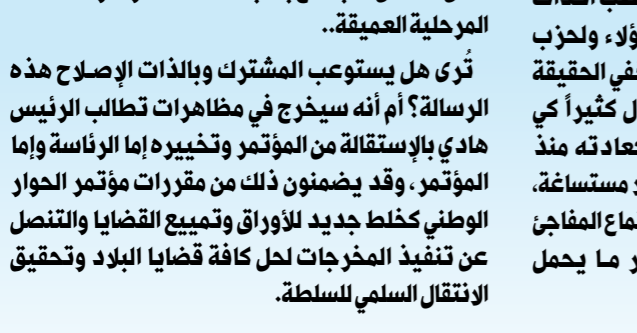 المرحلية العميقة..
تُرى هل يستوعب المشترك وبالذات الإصلاح هذه
الرسالة؟ أم أنه سيخرج في مظاهرات تطالب الرئيس
هادي بالإستقالة من المؤتمر وتخييره إما الرئاسة وإما
المؤتمر، وقد يضمنون ذلك من مقررات مؤتمر الحوار
الوطني كخلط جديد للأوراق وتمييع القضايا والتنصل
عن تنفيذ المخرجات لحل كافة قضايا البلاد وتحقيق
الانتقال السلمي للسلطة.
ؤلاء ولحزب
في الحقيقة
ل كثيراً كي
عادته منذ
ر مستساغة،
ماع المفاجئ
ر ما يحمل